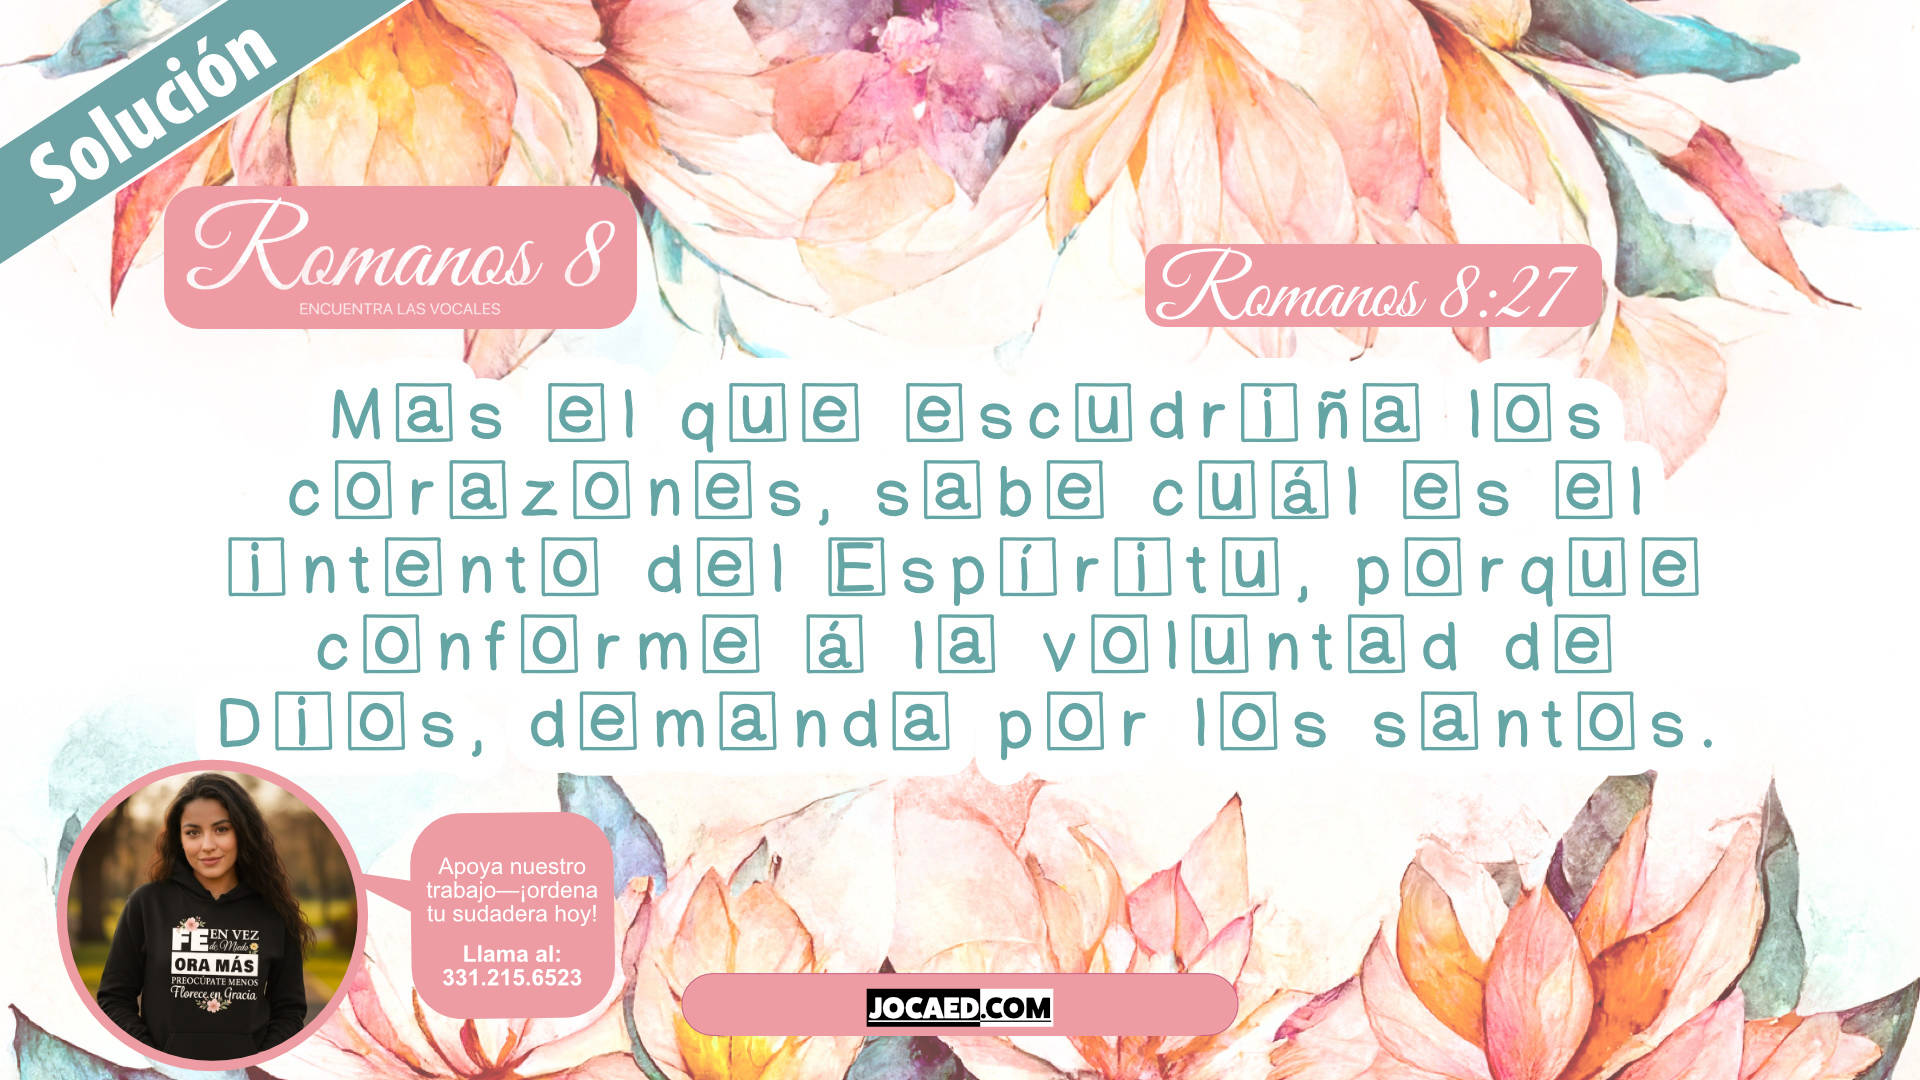 Solución
Romanos 8
ENCUENTRA LAS VOCALES
Romanos 8:27
Mas el que escudriña los
corazones, sabe cuál es el
intento del Espíritu, porque
conforme á la voluntad de
Dios, demanda por los santos.
FE EN VEZ
de Miedo
ORA MÁS
PREOCÚPATE MENOS
Florece en Gracia
Apoya nuestro
trabajo—¡ordena
tu sudadera hoy!
Llama al:
331.215.6523
JOCAED.COM